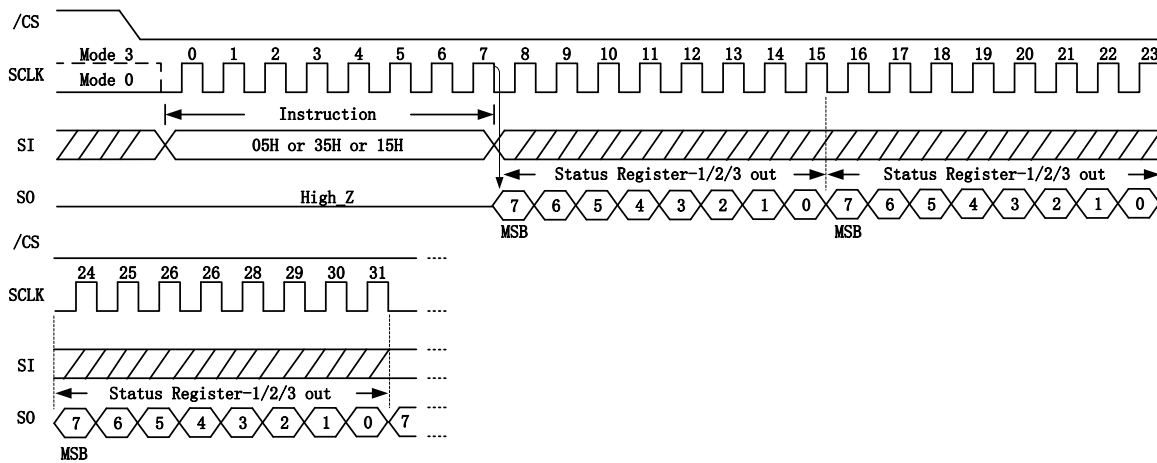 /CS
Mode 3 0 1 2 3 4 5 6 7 8 9 10 11 12 13 14 15 16 17 18 19 20 21 22 23
SCLK
Mode 0
Instruction
SI 05H or 35H or 15H
Status Register-1/2/3 out Status Register-1/2/3 out
SO High_Z 7 6 5 4 3 2 1 0 7 6 5 4 3 2 1 0
MSB MSB
/CS
24 25 26 26 28 29 30 31
SCLK
SI
Status Register-1/2/3 out
SO 7 6 5 4 3 2 1 0 7
MSB